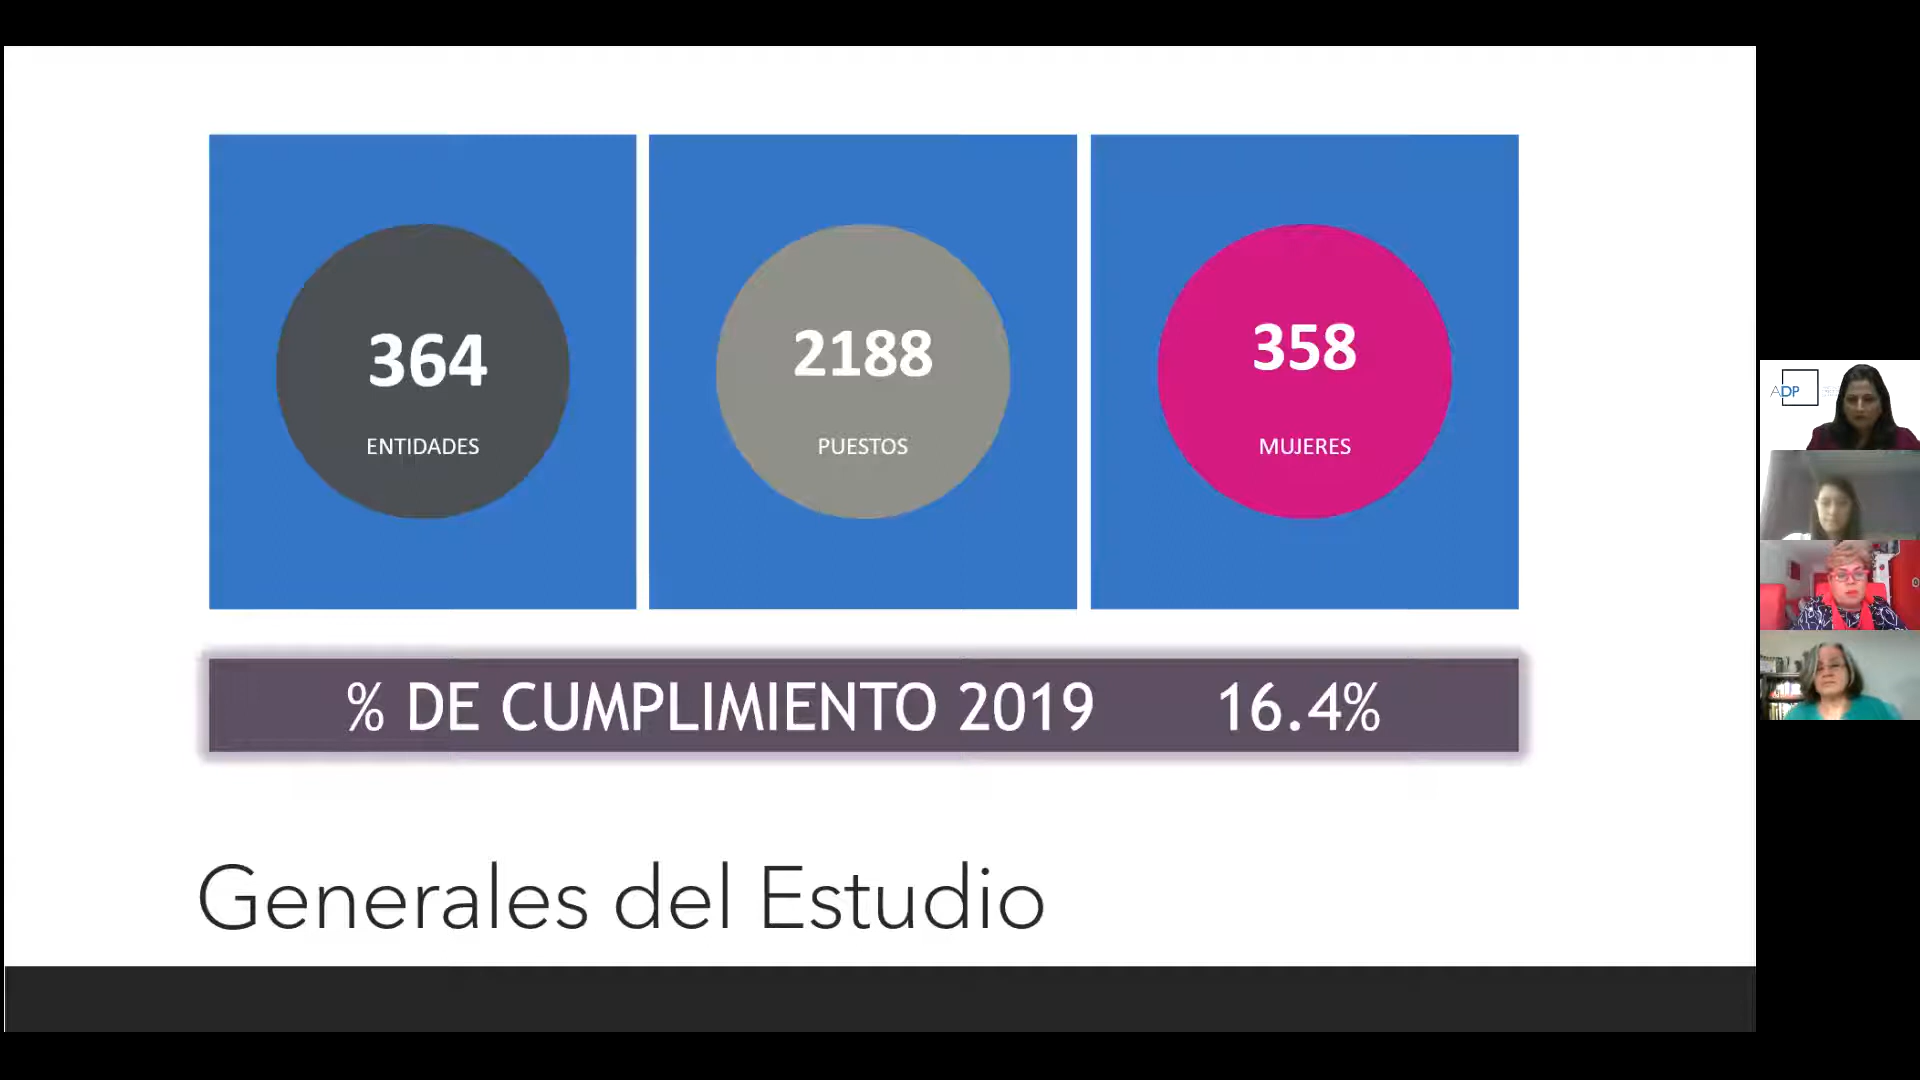 364
ENTIDADES
2188
PUESTOS
358
MUJERES
% DE CUMPLIMIENTO 2019 16.4%
Generales del Estudio
ADP